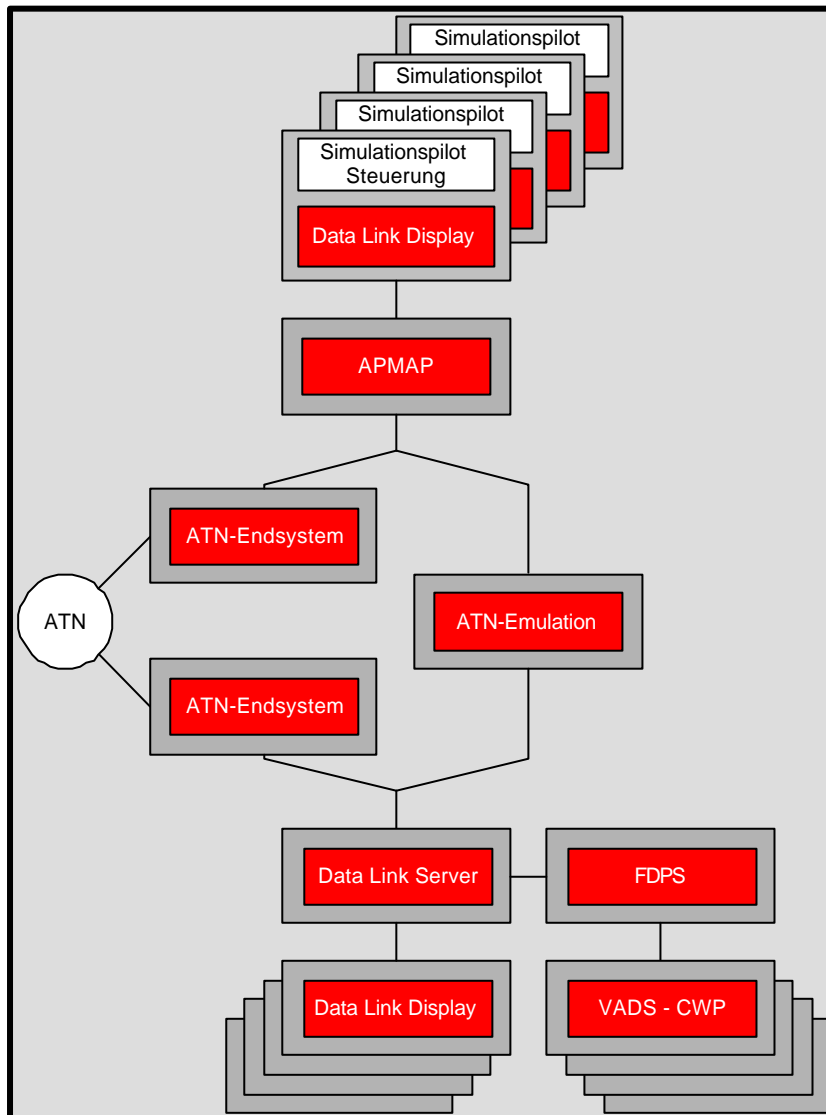 Simulationspilot
Simulationspilot
Simulationspilot
Simulationspilot
Steuerung
Data Link Display
APMAP
ATN-Endsystem
ATN
ATN-Emulation
ATN-Endsystem
Data Link Server
FDPS
Data Link Display
VADS - CWP